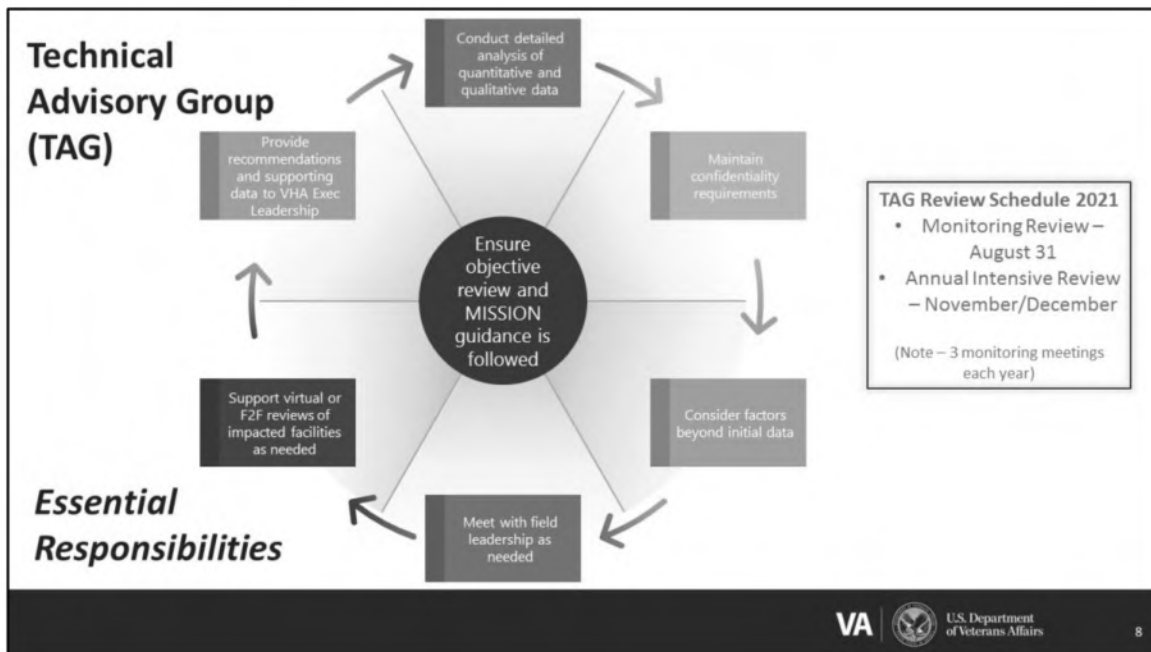 Technical
Advisory Group
(TAG)
Conduct detailed
analysis of
quantitative and
qualitative data
Maintain
confidentiality
requirements
Consider factors
beyond initial data
Meet with field
leadership as
needed
Support virtual or
F2F reviews of
impacted facilities
as needed
Provide
recommendations
and supporting
data to VHA Exec
Leadership
Ensure
objective
review and
MISSION
guidance is
followed
TAG Review Schedule 2021
• Monitoring Review –
August 31
• Annual Intensive Review
– November/December
(Note – 3 monitoring meetings
each year)
Essential
Responsibilities
VA
U.S. Department
of Veterans Affairs
8